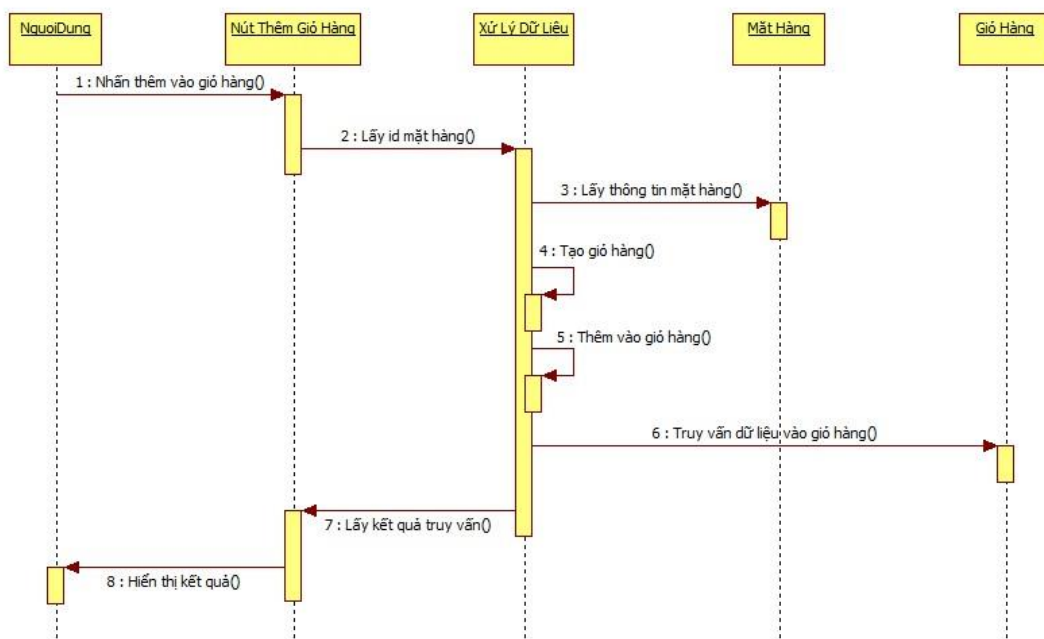 NguoiDung
Nút Thêm Giỏ Hàng
Xử Lý Dữ Liệu
Mặt Hàng
Giỏ Hàng
1 : Nhấn thêm vào giỏ hàng()
2 : Lấy id mặt hàng()
3 : Lấy thông tin mặt hàng()
4 : Tạo giỏ hàng()
5 : Thêm vào giỏ hàng()
6 : Truy vấn dữ liệu vào giỏ hàng()
7 : Lấy kết quả truy vấn()
8 : Hiển thị kết quả()